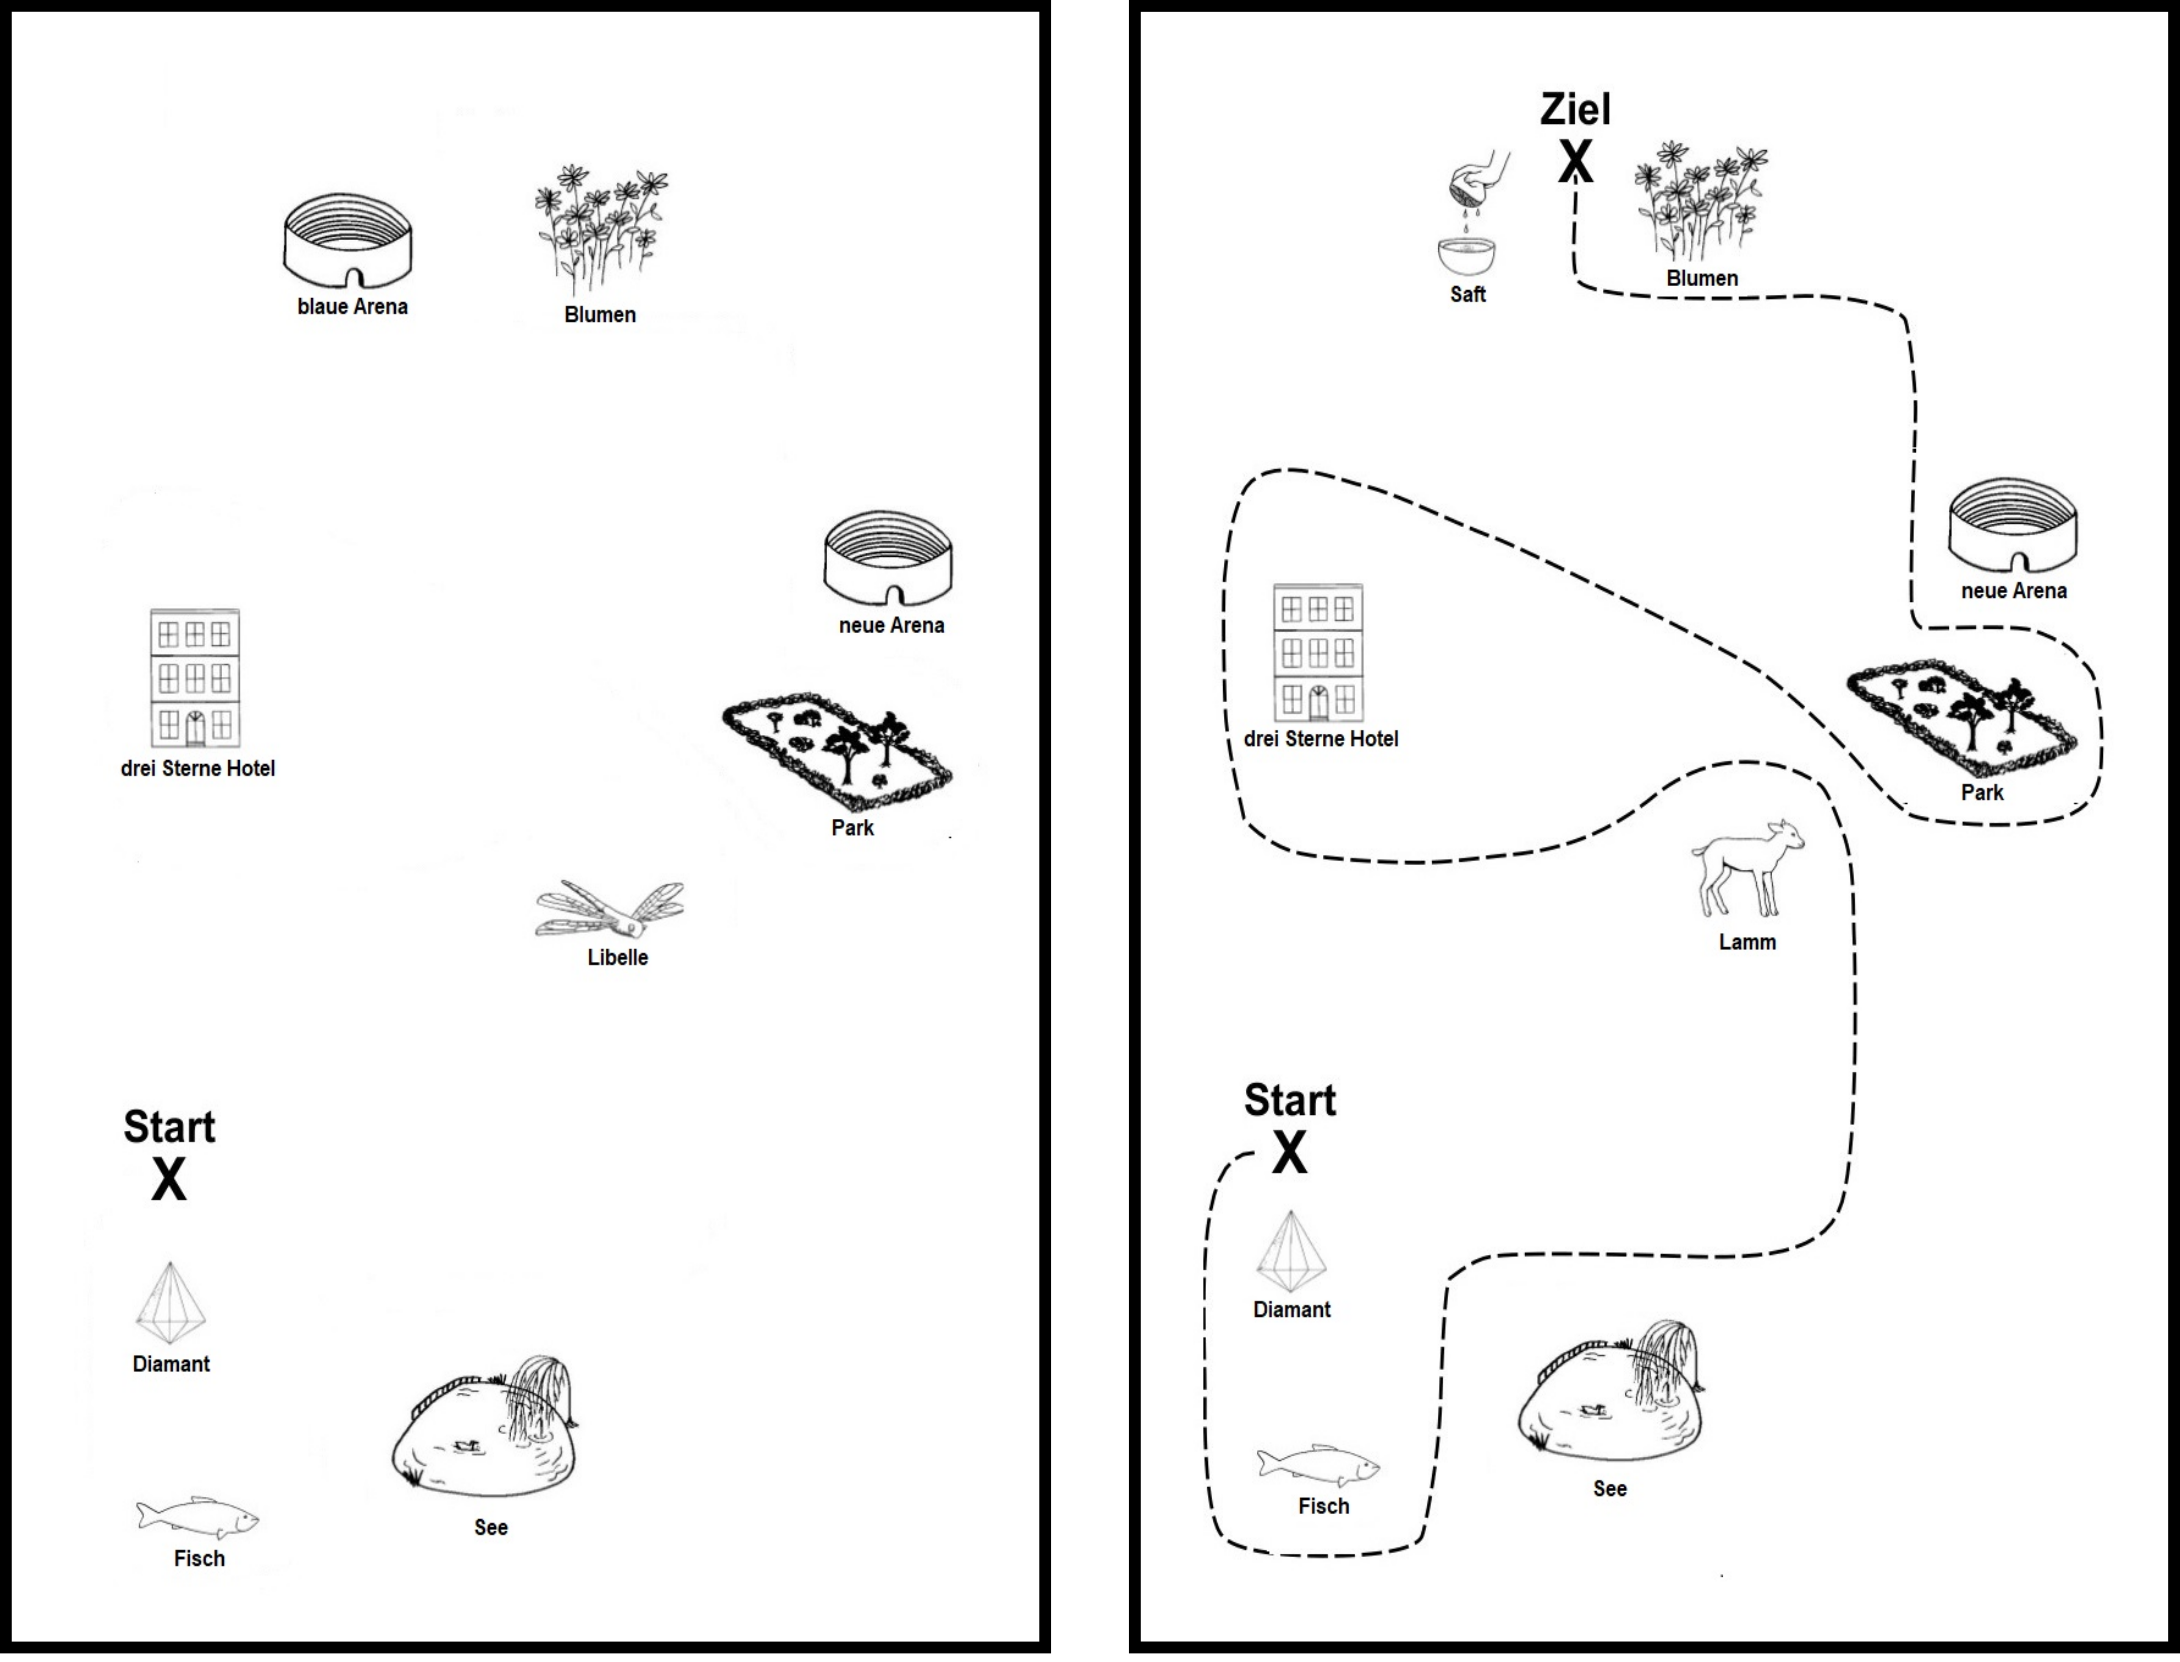 blaue Arena
Blumen
neue Arena
drei Sterne Hotel
Park
Libelle
Start
X
Diamant
See
Fisch
Ziel
X
Saft
Blumen
neue Arena
drei Sterne Hotel
Park
Lamm
Start
X
Diamant
See
Fisch